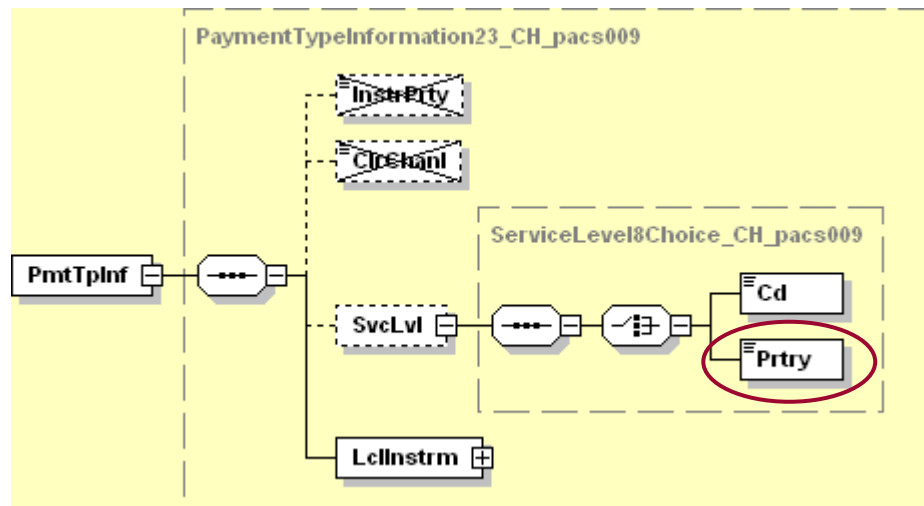 PaymentTypeInformation23_CH_pacs009
InstrPrty
ClrChanl
ServiceLevel8Choice_CH_pacs009
Cd
PmtTpInf
SvcLvl
Prtry
LclInstrm